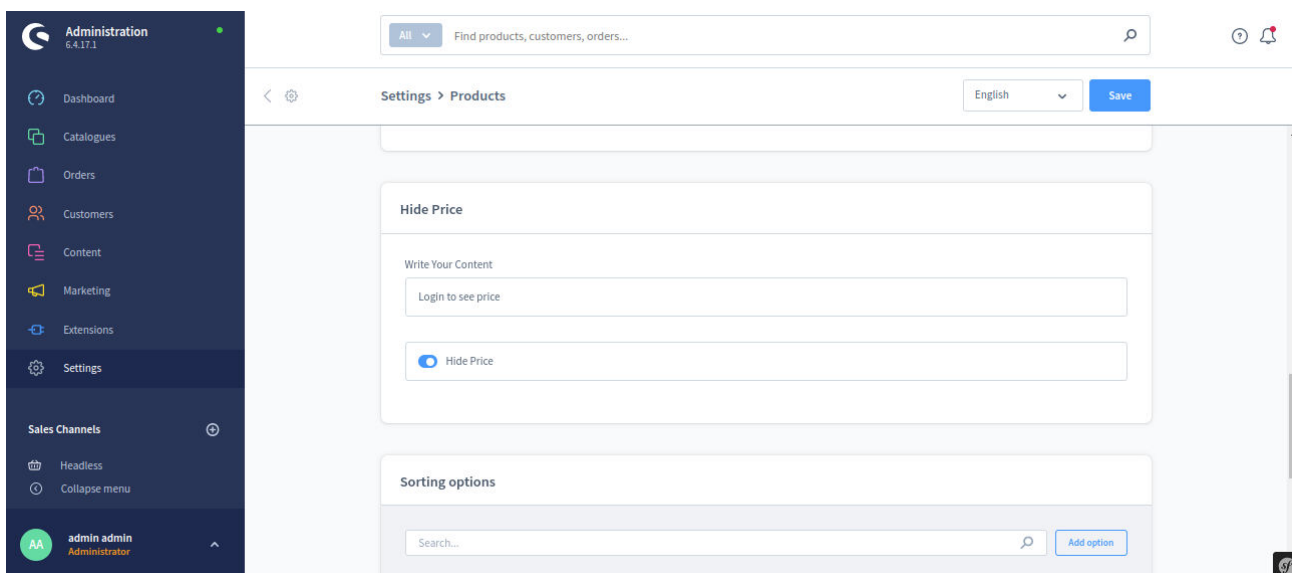 Administration
6.4.17.1
All
Find products, customers, orders...
Dashboard
Catalogues
Orders
Customers
Content
Marketing
Extensions
Settings
Sales Channels
Headless
Collapse menu
AA
admin admin
Administrator
Settings > Products
English
Save
Hide Price
Write Your Content
Login to see price
Hide Price
Sorting options
Search...
Add option
sf